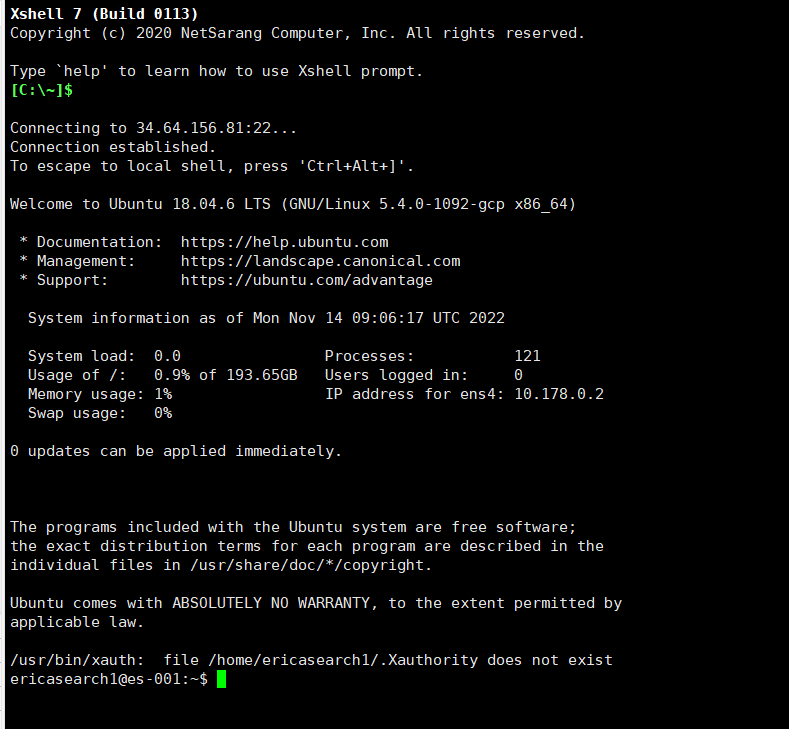 Xshell 7 (Build 0113)
Copyright (c) 2020 NetSarang Computer, Inc. All rights reserved.
Type `help' to learn how to use Xshell prompt.
[C:\~]$
Connecting to 34.64.156.81:22...
Connection established.
To escape to local shell, press 'Ctrl+Alt+]'.
Welcome to Ubuntu 18.04.6 LTS (GNU/Linux 5.4.0-1092-gcp x86_64)
* Documentation:  https://help.ubuntu.com
* Management:     https://landscape.canonical.com
* Support:        https://ubuntu.com/advantage
System information as of Mon Nov 14 09:06:17 UTC 2022
System load:  0.0                Processes:           121
Usage of /:   0.9% of 193.65GB   Users logged in:     0
Memory usage: 1%                 IP address for ens4: 10.178.0.2
Swap usage:   0%
0 updates can be applied immediately.
The programs included with the Ubuntu system are free software;
the exact distribution terms for each program are described in the
individual files in /usr/share/doc/*/copyright.
Ubuntu comes with ABSOLUTELY NO WARRANTY, to the extent permitted by
applicable law.
/usr/bin/xauth:  file /home/ericasearch1/.Xauthority does not exist
ericasearch1@es-001:~$